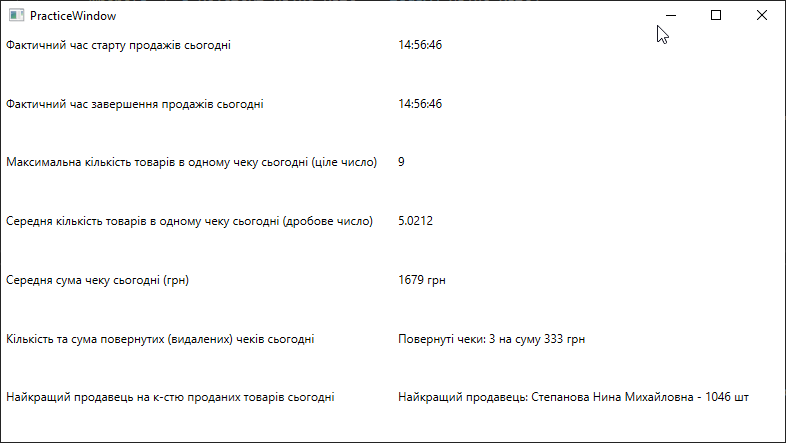 PracticeWindow
Фактичний час старту продажів сьогодні 14:56:46
Фактичний час завершення продажів сьогодні 14:56:46
Максимальна кількість товарів в одному чеку сьогодні (ціле число) 9
Середня кількість товарів в одному чеку сьогодні (дробове число) 5.0212
Середня сума чеку сьогодні (грн) 1679 грн
Кількість та сума повернутих (видалених) чеків сьогодні Повернуті чеки: 3 на суму 333 грн
Найкращий продавець на к-стю проданих товарів сьогодні Найкращий продавець: Степанова Нина Михайловна - 1046 шт